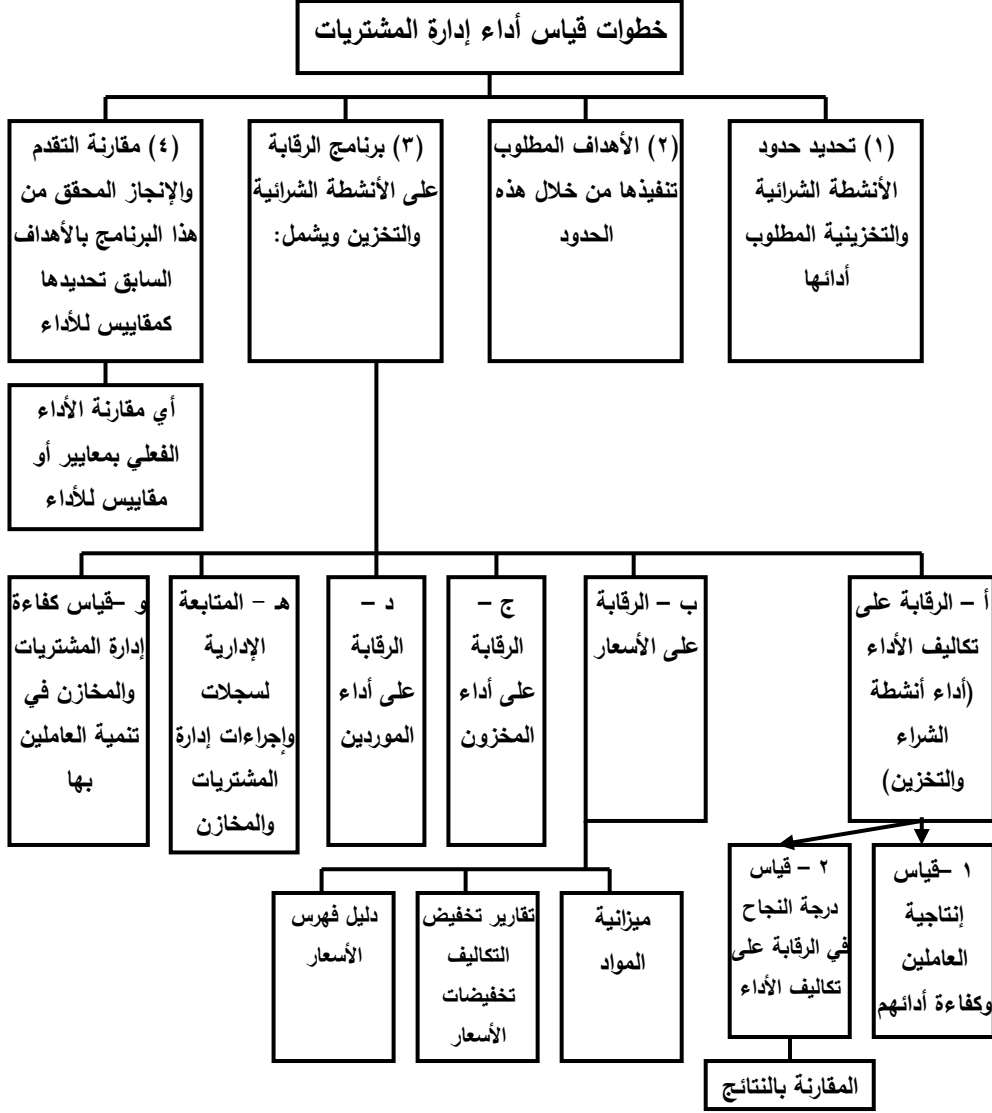 خطوات قياس أداء إدارة المشتريات
(١) تحديد حدود
الأنشطة الشرائية
والتخزينية المطلوب
أدائها
(٢) الأهداف المطلوب
تنفيذها من خلال هذه
الحدود
(٣) برنامج الرقابة
على الأنشطة الشرائية
والتخزين ويشمل:
(٤) مقارنة التقدم
والإنجاز المحقق من
هذا البرنامج بالأهداف
السابق تحديدها
كمقاييس للأداء
أي مقارنة الأداء
الفعلي بمعايير أو
مقاييس للأداء
أ – الرقابة على
تكاليف الأداء
(أداء أنشطة
الشراء
والتخزين)
ب – الرقابة
على الأسعار
ج –
الرقابة
على أداء
المخزون
د –
الرقابة
على أداء
الموردين
هـ – المتابعة
الإدارية
لسجلات
وإجراءات إدارة
المشتريات
والمخازن
و –قياس كفاءة
إدارة المشتريات
والمخازن في
تنمية العاملين
بها
١ –قياس
إنتاجية
العاملين
وكفاءة أدائهم
٢ – قياس
درجة النجاح
في الرقابة على
تكاليف الأداء
المقارنة بالنتائج
ميزانية
المواد
تقارير تخفيض
التكاليف
تخفيضات
الأسعار
دليل فهرس
الأسعار